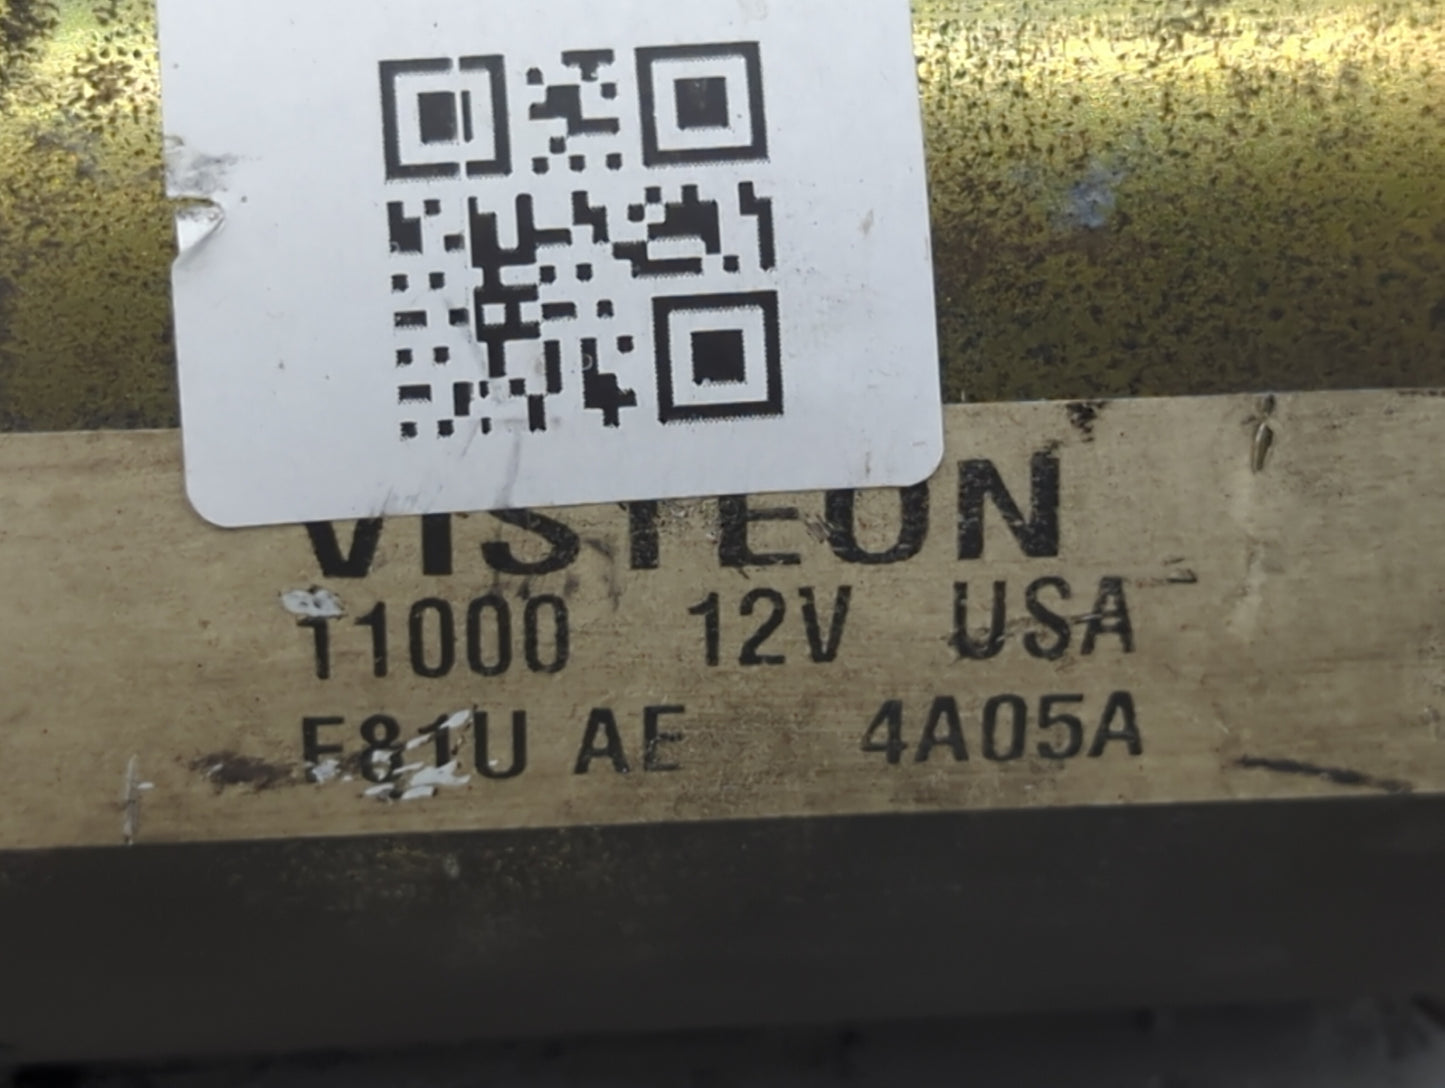 VISTEON
11000 12V USA
F81U AE 4A05A